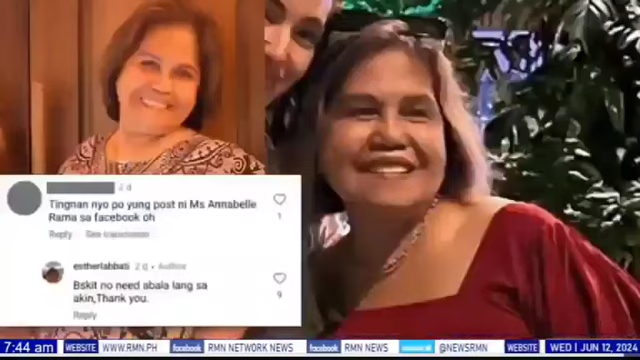 2 d
Tingnan nyo po yung post ni Ms Annabelle
Rama sa facebook oh
1
Reply See translation
estherlabbati 2 d • Author
Bskit no need abala lang sa
akin,Thank you.
9
Reply
7:44 am WEBSITE WWW.RMN.PH facebook RMN NETWORK NEWS facebook RMN NEWS @NEWSRMN WEBSITE WED | JUN 12, 2024